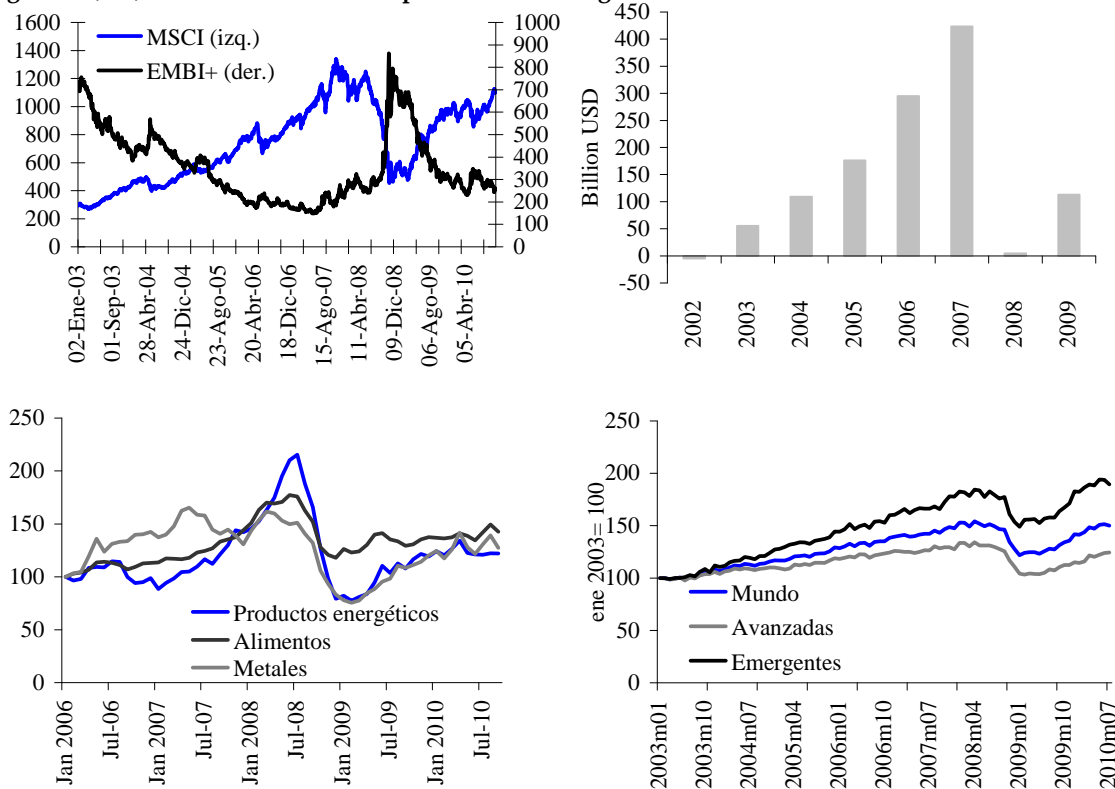 1600
1400
1200
1000
800
600
400
200
0
MSCI (izq.)
EMBI+ (der.)
1000
900
800
700
600
500
400
300
200
100
0
02-Ene-03
01-Sep-03
28-Abr-04
24-Dic-04
23-Ago-05
20-Abr-06
18-Dic-06
15-Ago-07
11-Abr-08
09-Dic-08
06-Ago-09
05-Abr-10
Billion USD
450
400
350
300
250
200
150
100
50
0
-50
2002
2003
2004
2005
2006
2007
2008
2009
250
200
150
100
50
0
Productos energéticos
Alimentos
Metales
Jan 2006
Jul-06
Jan 2007
Jul-07
Jan 2008
Jul-08
Jan 2009
Jul-09
Jan 2010
Jul-10
ene 2003= 100
250
200
150
100
50
0
Mundo
Avanzadas
Emergentes
2003m01
2003m10
2004m07
2005m04
2006m01
2006m10
2007m07
2008m04
2009m01
2009m10
2010m07